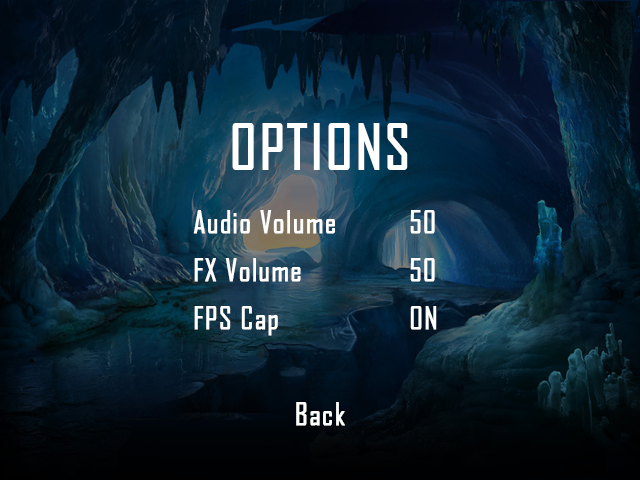 OPTIONS
Audio Volume 50
FX Volume 50
FPS Cap ON
Back